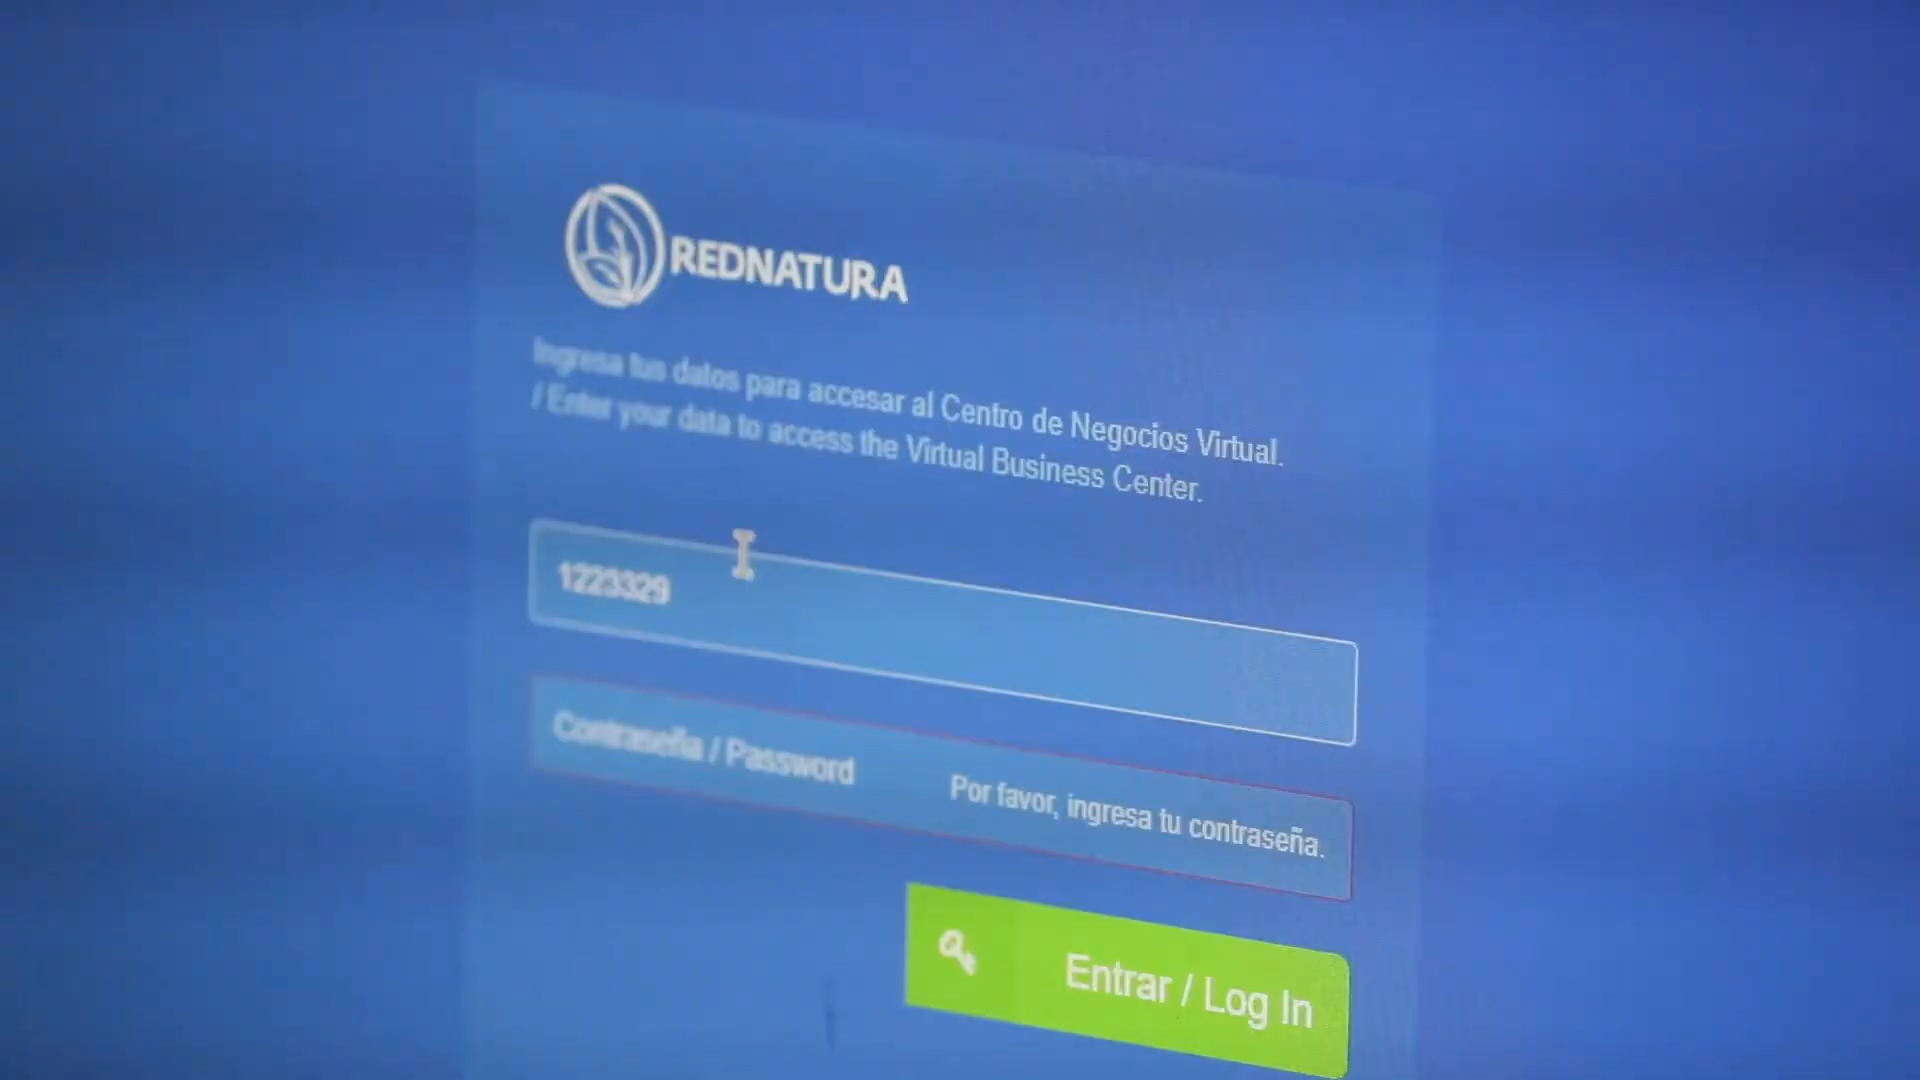 REDNATURA
Ingresa tus datos para accesar al Centro de Negocios Virtual.
/ Enter your data to access the Virtual Business Center.
1223329
Contraseña / Password
Por favor, ingresa tu contraseña.
Entrar / Log In